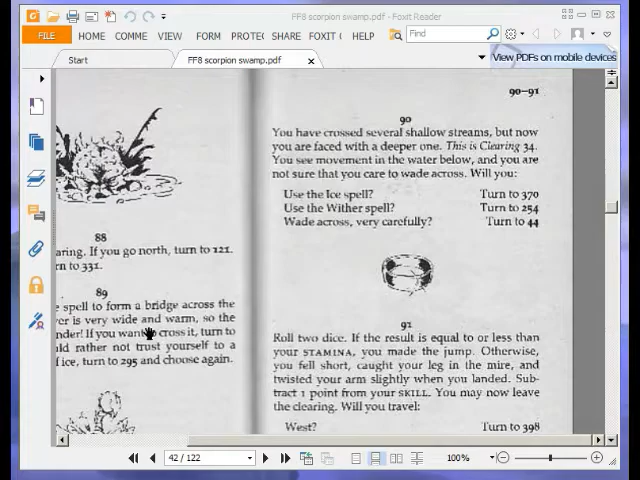 FF8 scorpion swamp.pdf - Foxit Reader
FILE HOME COMME VIEW FORM PROTE SHARE FOXIT C HELP Find
Start FF8 scorpion swamp.pdf View PDFs on mobile devices
90-91
88
aring. If you go north, turn to 121.
rn to 331.
89
e spell to form a bridge across the
ver is very wide and warm, so the
nder! If you want to cross it, turn to
ld rather not trust yourself to a
f ice, turn to 295 and choose again.
90
You have crossed several shallow streams, but now
you are faced with a deeper one. This is Clearing 34.
You see movement in the water below, and you are
not sure that you care to wade across. Will you:
Use the Ice spell? Turn to 370
Use the Wither spell? Turn to 254
Wade across, very carefully? Turn to 44
91
Roll two dice. If the result is equal to or less than
your STAMINA, you made the jump. Otherwise,
you fell short, caught your leg in the mire, and
twisted your arm slightly when you landed. Sub-
tract 1 point from your SKILL. You may now leave
the clearing. Will you travel:
West? Turn to 398
42 / 122 100%